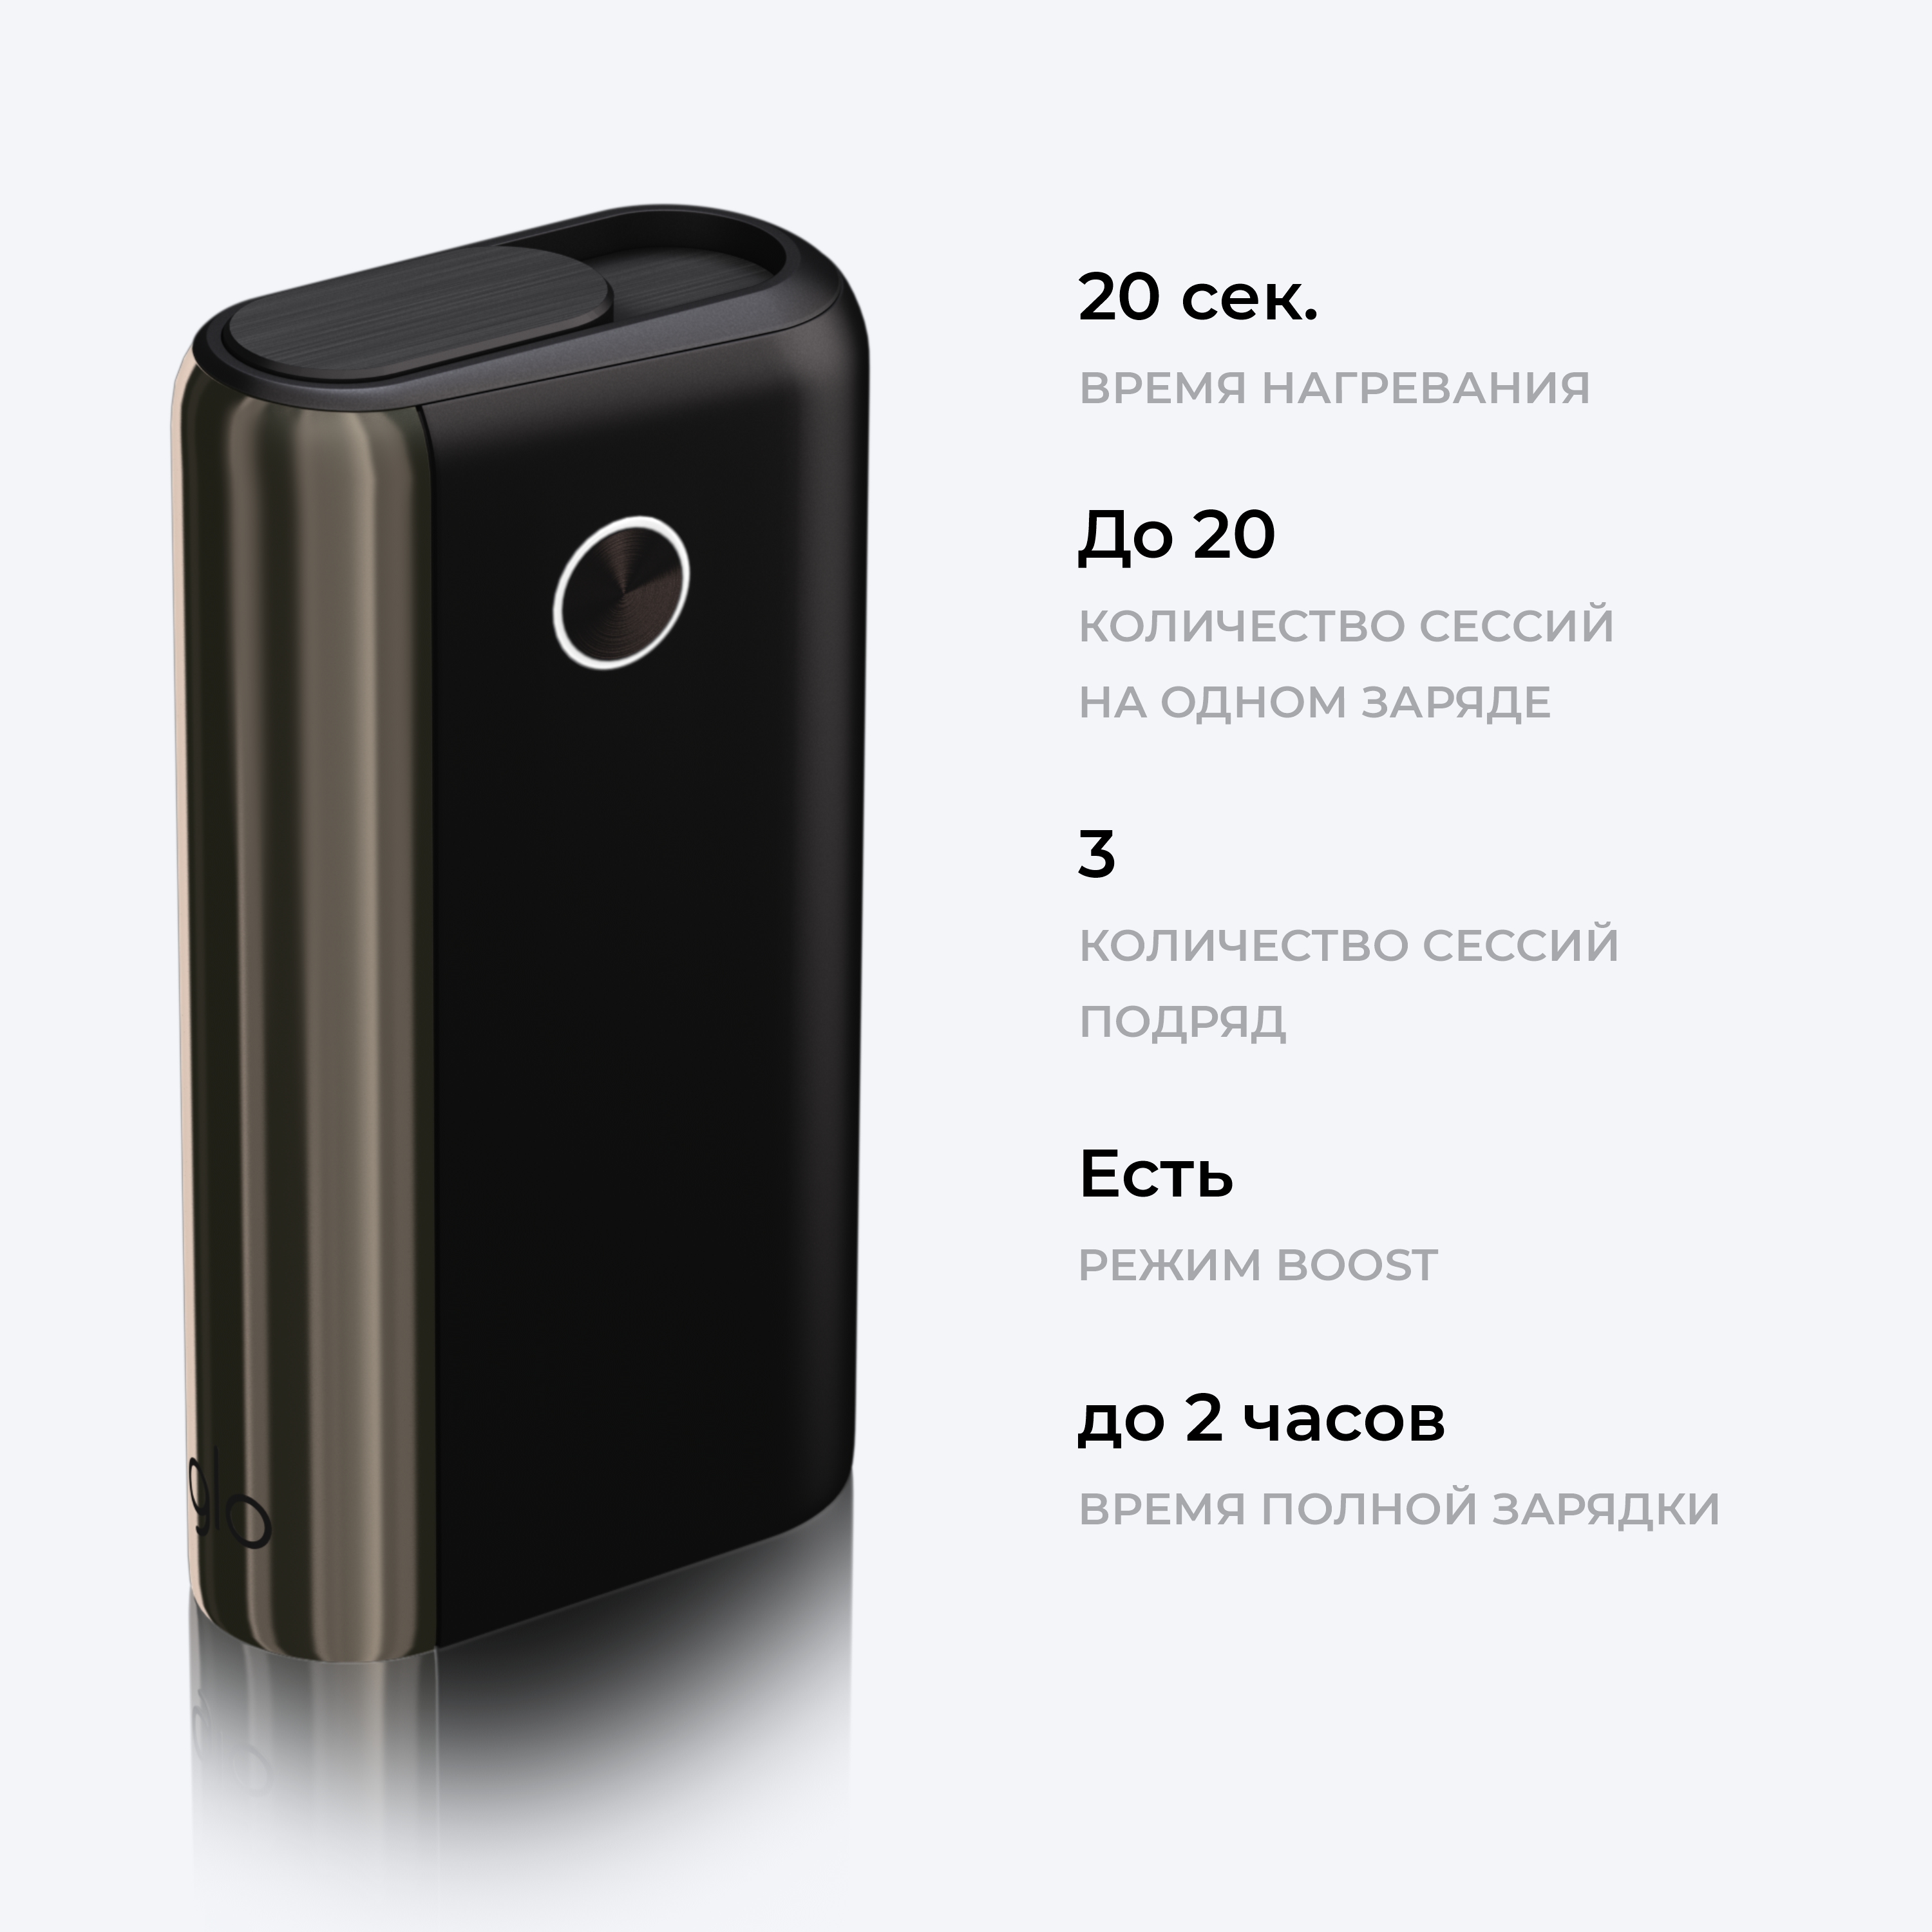 20 сек.
ВРЕМЯ НАГРЕВАНИЯ
До 20
КОЛИЧЕСТВО СЕССИЙ
НА ОДНОМ ЗАРЯДЕ
3
КОЛИЧЕСТВО СЕССИЙ
ПОДРЯД
Есть
РЕЖИМ BOOST
до 2 часов
ВРЕМЯ ПОЛНОЙ ЗАРЯДКИ
glo